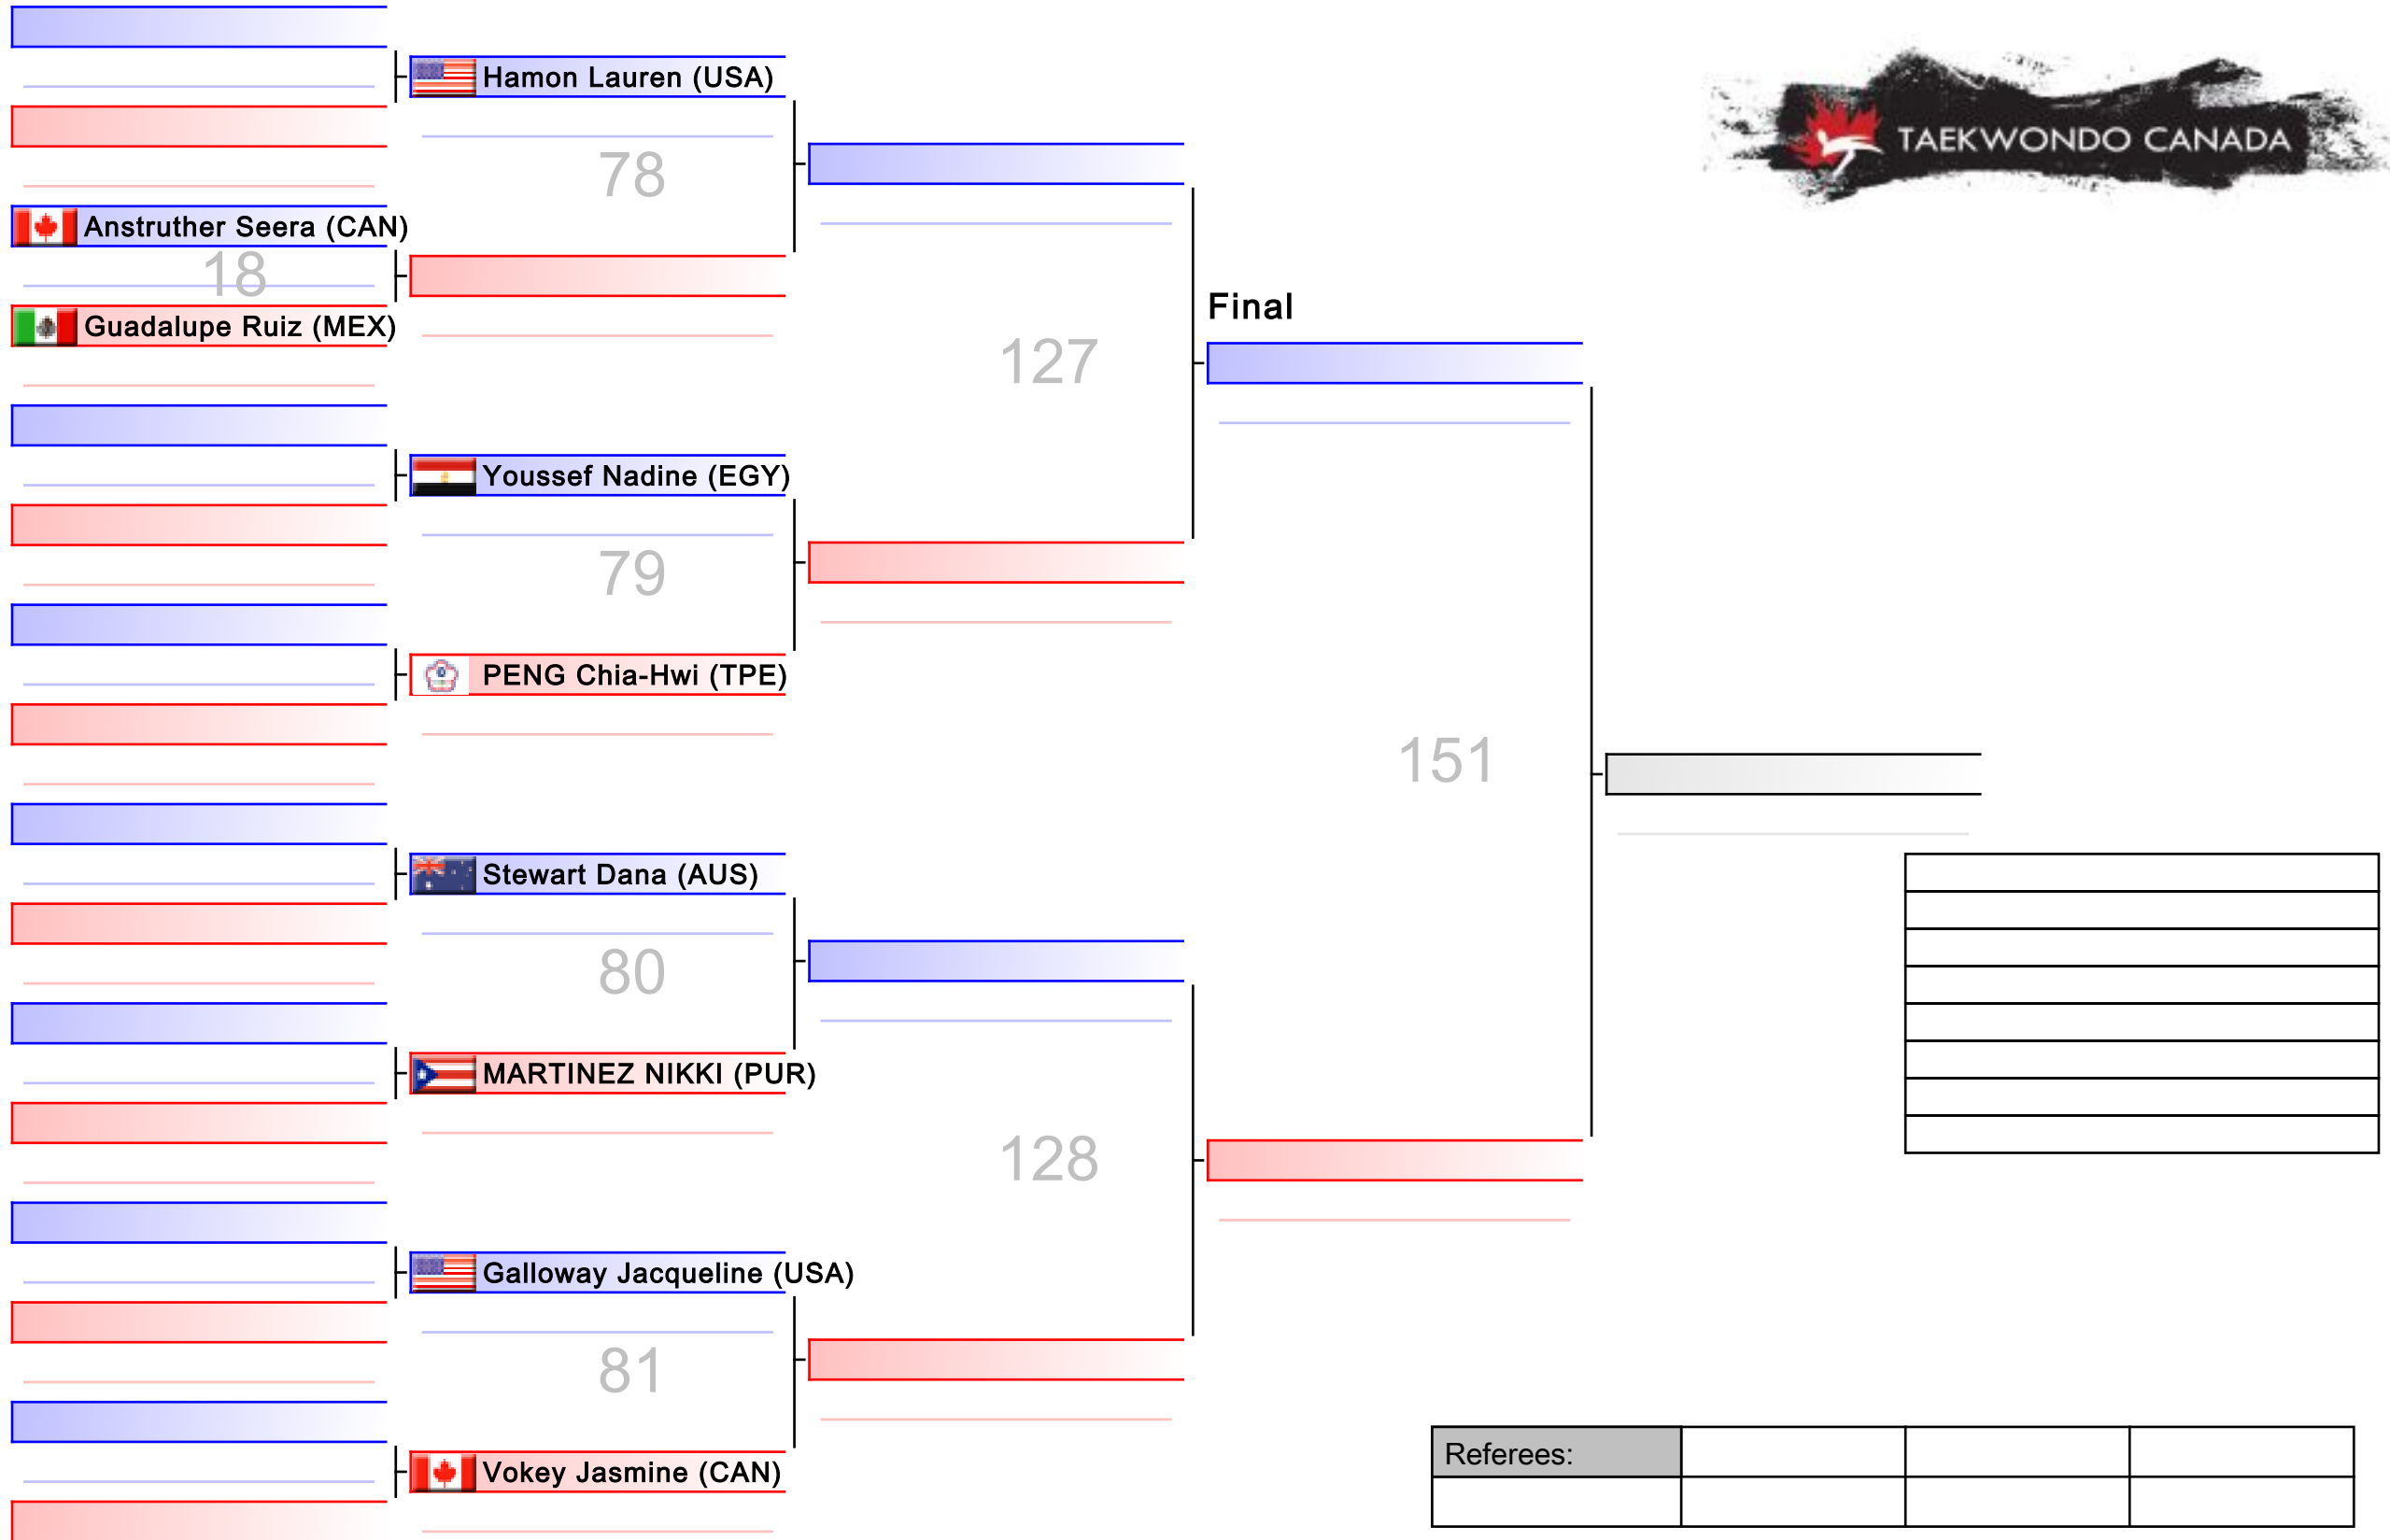 Hamon Lauren (USA)
TAEKWONDO CANADA
78
Anstruther Seera (CAN)
18
Guadalupe Ruiz (MEX)
Final
127
Youssef Nadine (EGY)
79
PENG Chia-Hwi (TPE)
151
Stewart Dana (AUS)
80
MARTINEZ NIKKI (PUR)
128
Galloway Jacqueline (USA)
81
Referees:
Vokey Jasmine (CAN)